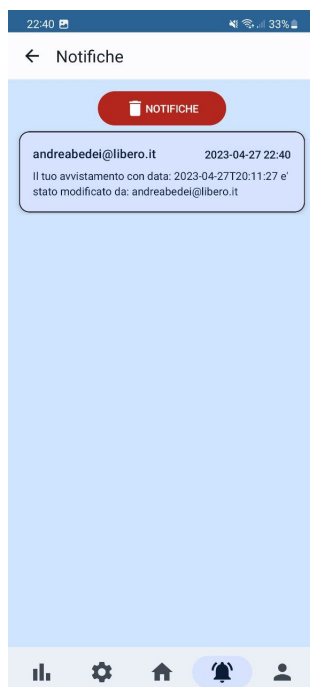 22:40 33%
Notifiche
NOTIFICHE
andreabedei@libero.it 2023-04-27 22:40
Il tuo avvistamento con data: 2023-04-27T20:11:27 e'
stato modificato da: andreabedei@libero.it